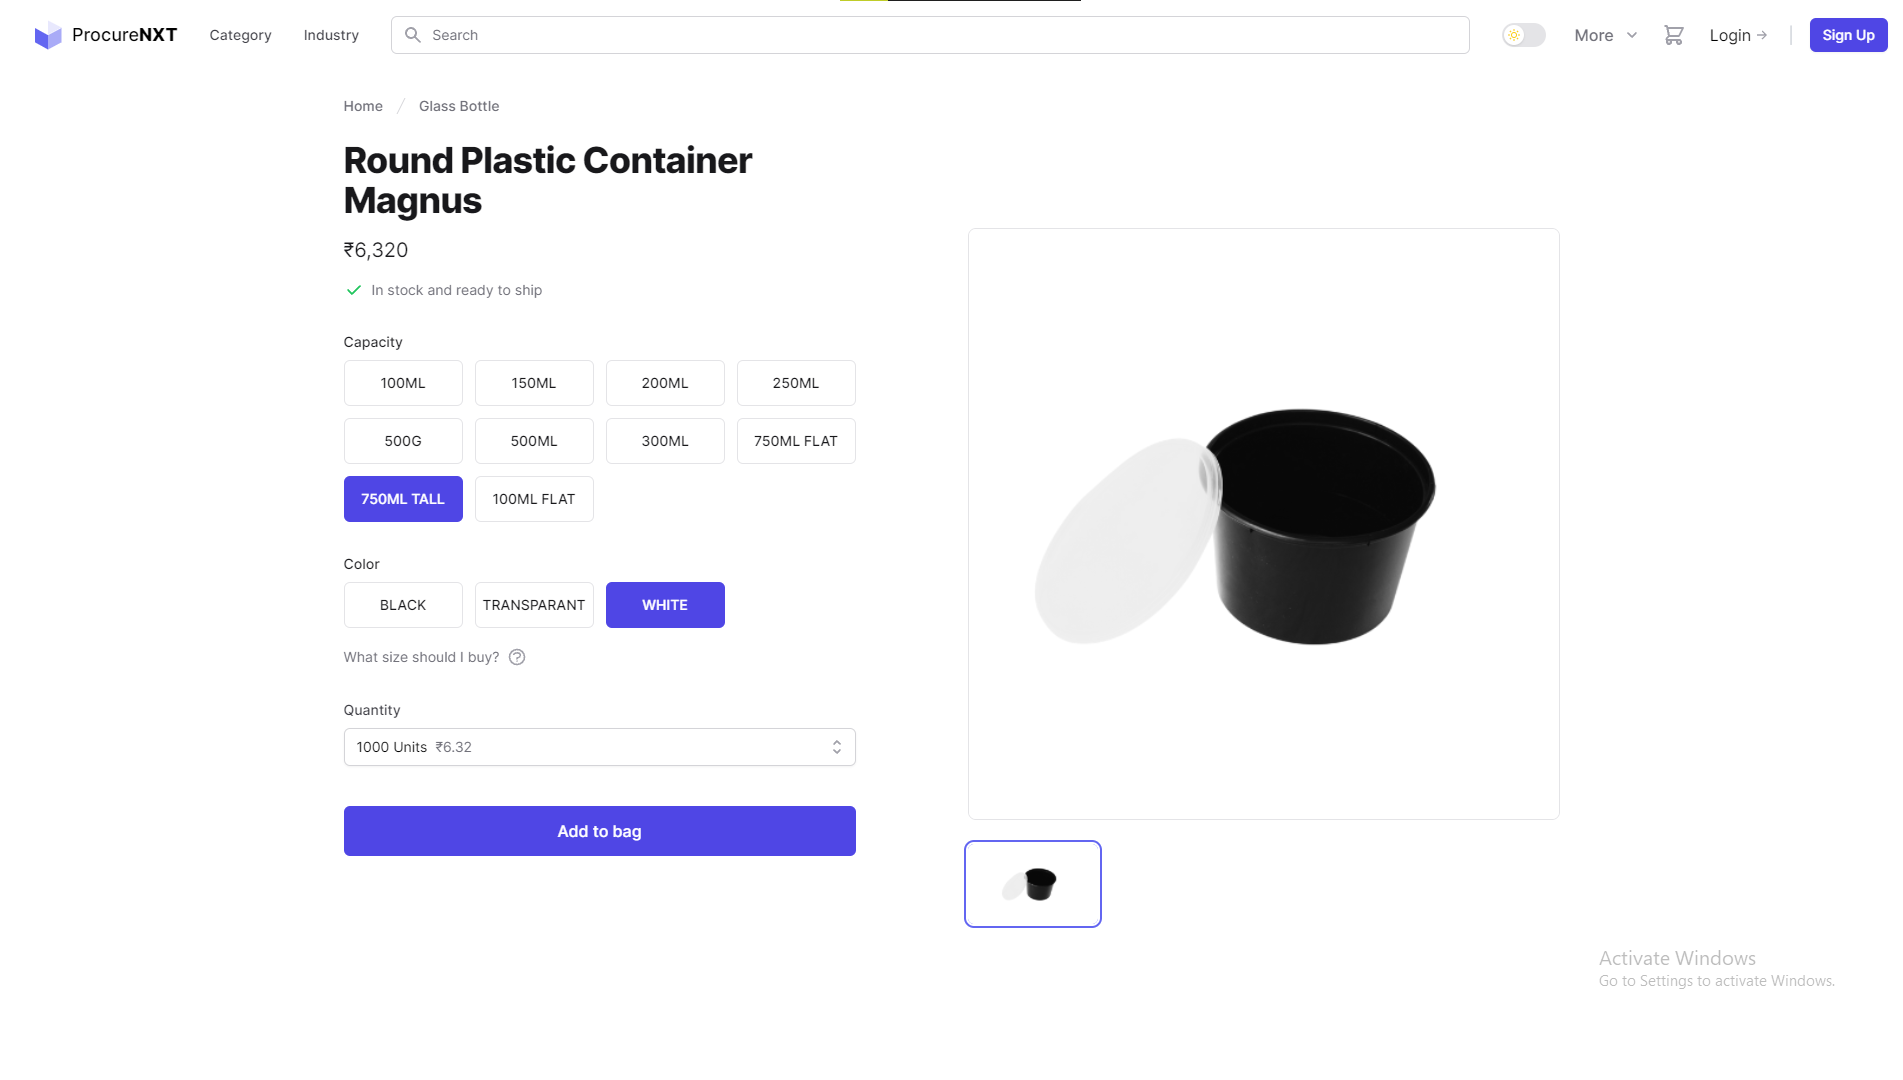 ProcureNXT Category Industry Search More Login → Sign Up
Home / Glass Bottle
Round Plastic Container
Magnus
₹6,320
In stock and ready to ship
Capacity
100ML 150ML 200ML 250ML
500G 500ML 300ML 750ML FLAT
750ML TALL 100ML FLAT
Color
BLACK TRANSPARANT WHITE
What size should I buy?
Quantity
1000 Units ₹6.32
Add to bag
Activate Windows
Go to Settings to activate Windows.